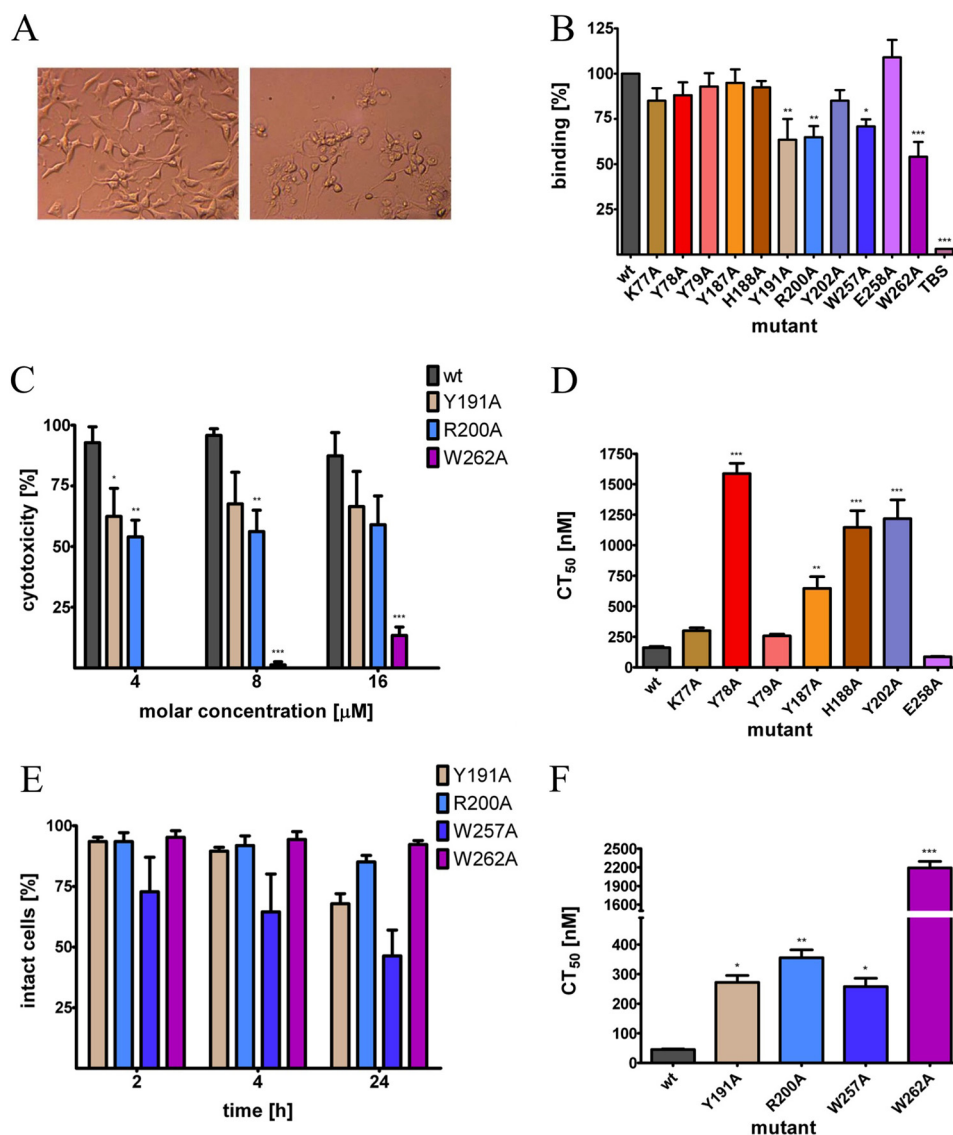 A
B
binding [%]
125
100
75
50
25
** ** * *** ***
wt K77A Y78A Y79A Y187A H188A Y191A R200A Y202A W257A E258A W262A TBS
mutant
C
wt
Y191A
R200A
W262A
cytotoxicity [%]
100
75
50
25
* ** ** *** ***
4 8 16
molar concentration [μM]
D
CT50 [nM]
1750
1500
1250
1000
750
500
250
0
*** ** *** ***
wt K77A Y78A Y79A Y187A H188A Y202A E258A
mutant
E
Y191A
R200A
W257A
W262A
intact cells [%]
100
75
50
25
2 4 24
time [h]
F
CT50 [nM]
2500
2200
1900
1600
400
300
200
100
0
* ** * ***
wt Y191A R200A W257A W262A
mutant